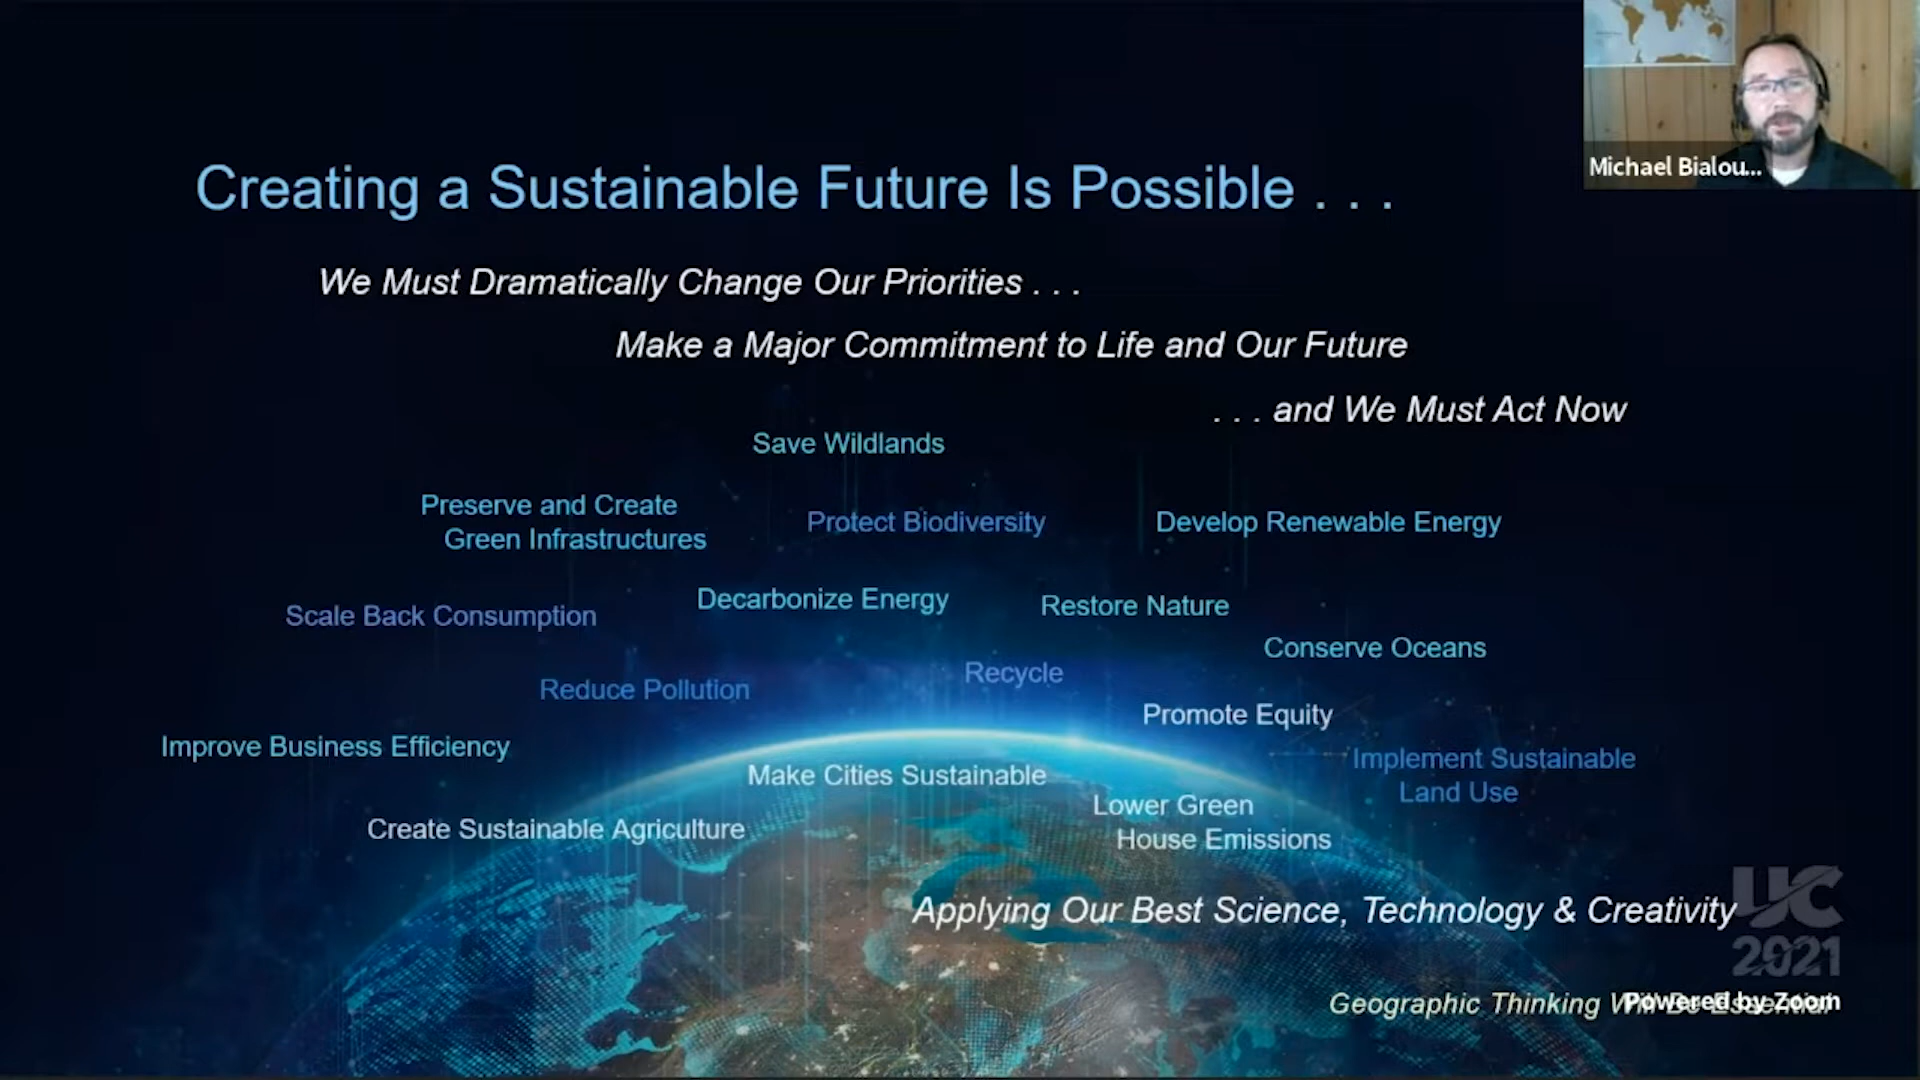 Michael Bialou...
Creating a Sustainable Future Is Possible . . .
We Must Dramatically Change Our Priorities . . .
Make a Major Commitment to Life and Our Future
. . . and We Must Act Now
Save Wildlands
Preserve and Create
Green Infrastructures
Protect Biodiversity
Develop Renewable Energy
Scale Back Consumption
Decarbonize Energy
Restore Nature
Conserve Oceans
Reduce Pollution
Recycle
Promote Equity
Improve Business Efficiency
Implement Sustainable
Land Use
Make Cities Sustainable
Lower Green
House Emissions
Create Sustainable Agriculture
Applying Our Best Science, Technology & Creativity
UC
2021
Geographic Thinking Will Be Essential
Powered by Zoom